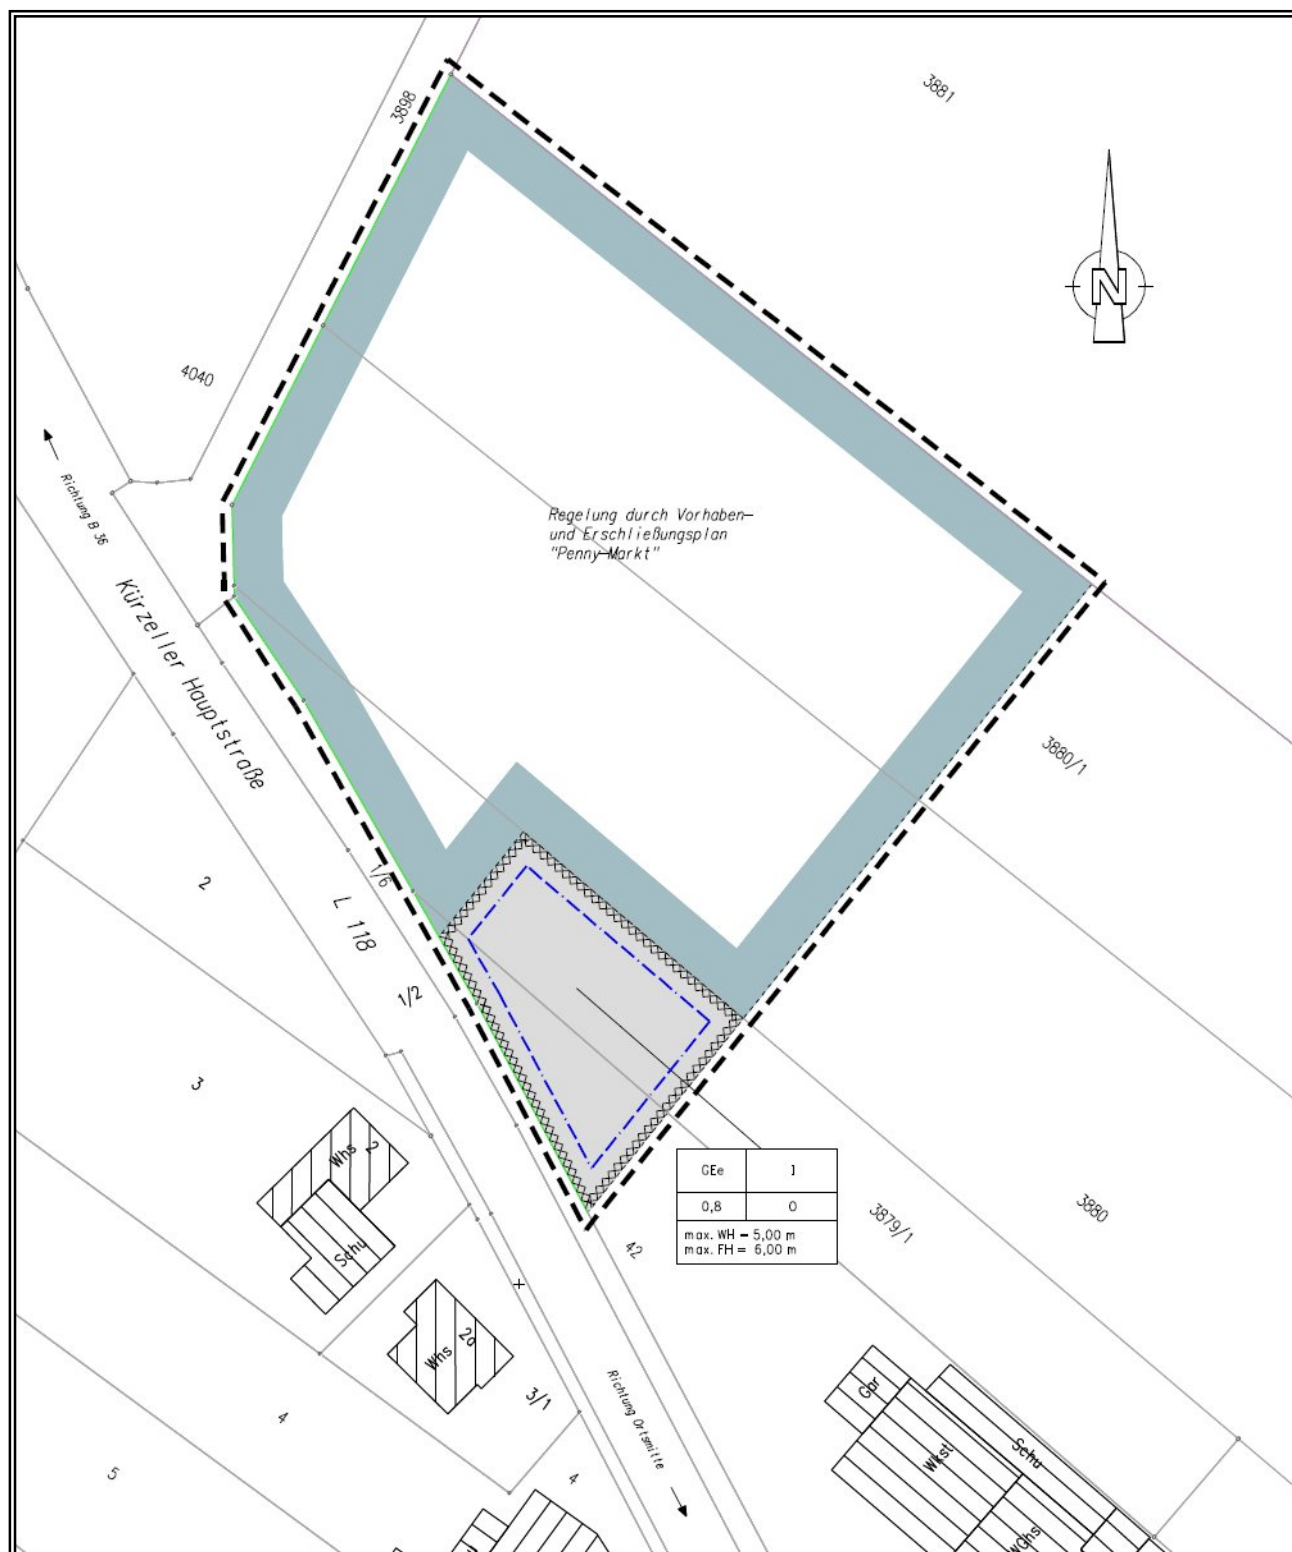 3898
3881
N
4040
Richtung B 36
Regelung durch Vorhaben-
und Erschließungsplan
"Penny-Markt"
Kürzeller Hauptstraße
3880/1
1/6
2
L 118
1/2
3
Whs 2
GEe I
0,8 O
max. WH = 5,00 m
max. FH = 6,00 m
3879/1
3880
Schu
42
Whs 2a
Richtung Ortsmitte
3/1
Gar
Schu
Wkst
4
4
5
WGhs